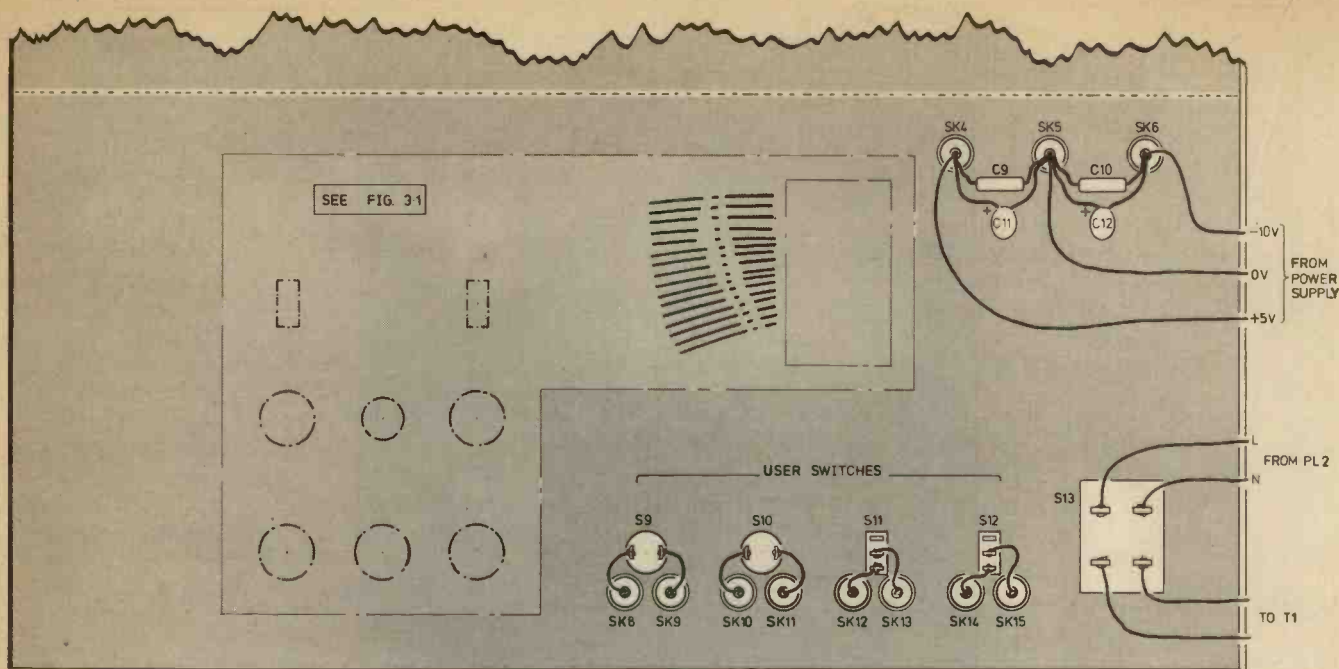 SK4 SK5 SK6
C9 C10
SEE FIG. 3·1
+ C11 + C12
-10V
0V
+5V
FROM
POWER
SUPPLY
L
FROM PL2
N
USER SWITCHES
S9 S10 S11 S12 S13
SK8 SK9 SK10 SK11 SK12 SK13 SK14 SK15
TO T1